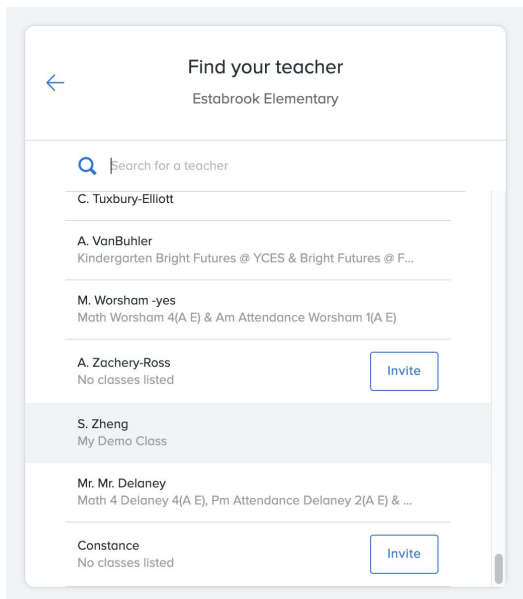 Find your teacher
Estabrook Elementary
Search for a teacher
C. Tuxbury-Elliott
A. VanBuhler
Kindergarten Bright Futures @ YCES & Bright Futures @ F...
M. Worsham -yes
Math Worsham 4(A E) & Am Attendance Worsham 1(A E)
A. Zachery-Ross
No classes listed
Invite
S. Zheng
My Demo Class
Mr. Mr. Delaney
Math 4 Delaney 4(A E), Pm Attendance Delaney 2(A E) & ...
Constance
No classes listed
Invite